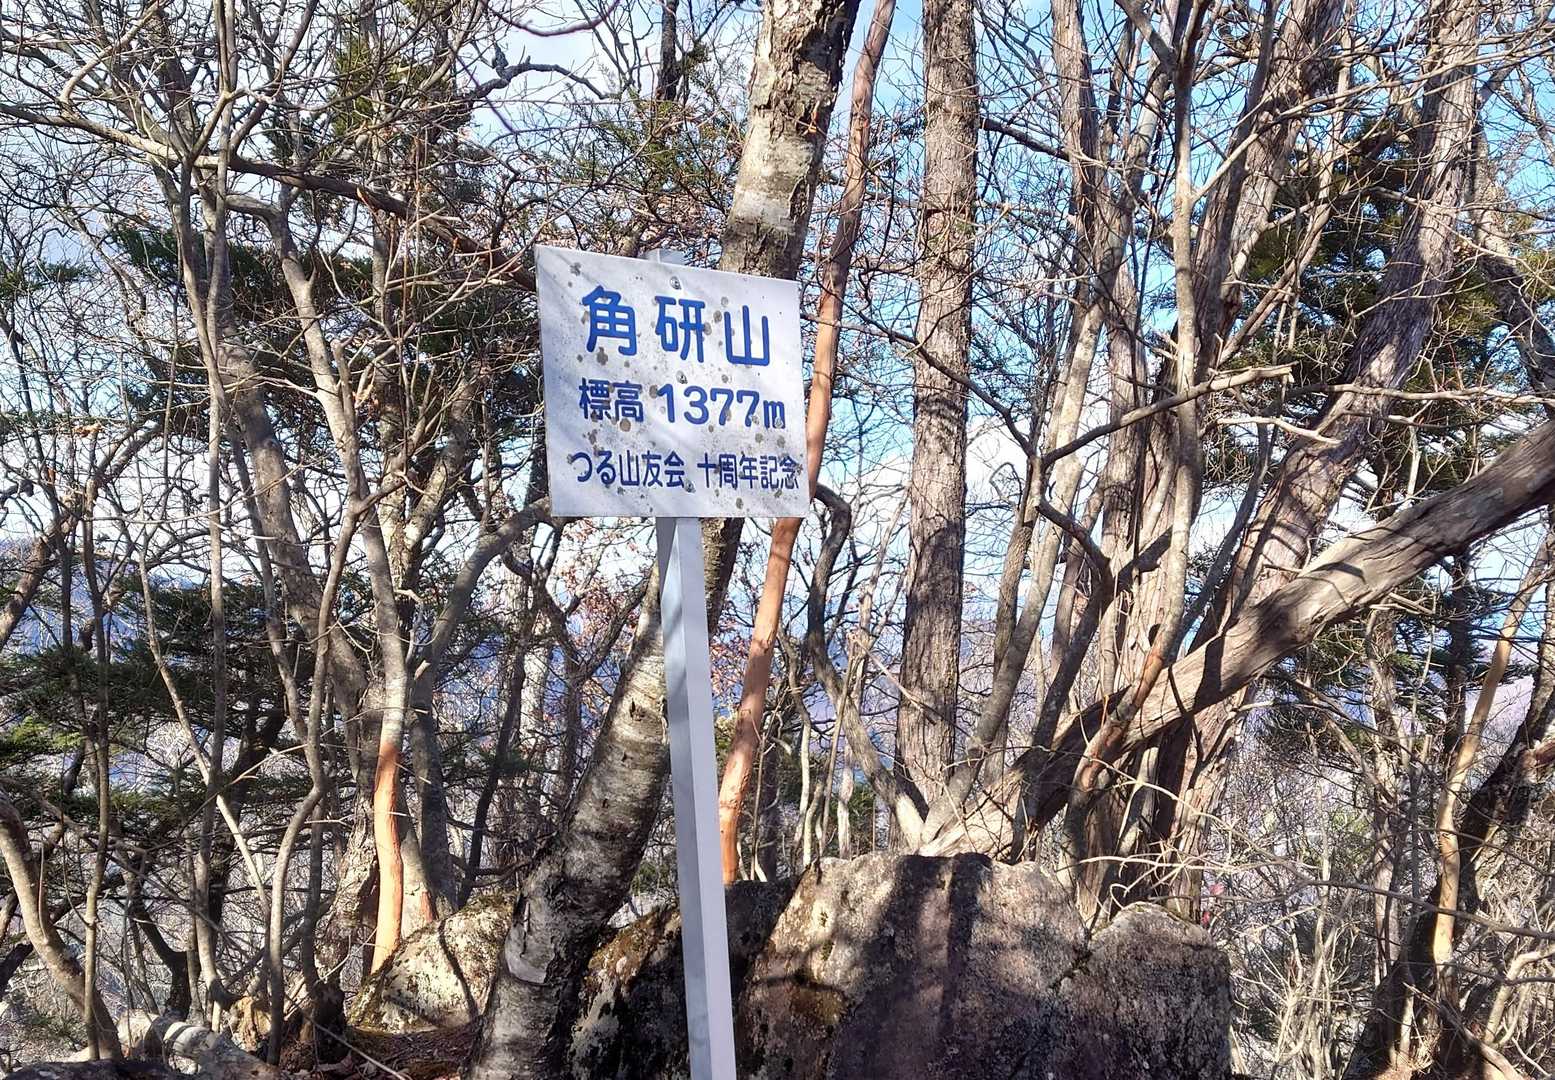 角研山
標高 1377m
つる山友会 十周年記念